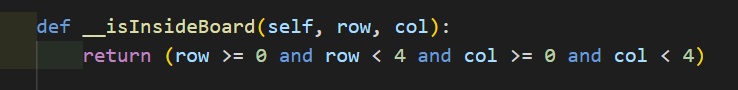 def __isInsideBoard(self, row, col):
return (row >= 0 and row < 4 and col >= 0 and col < 4)